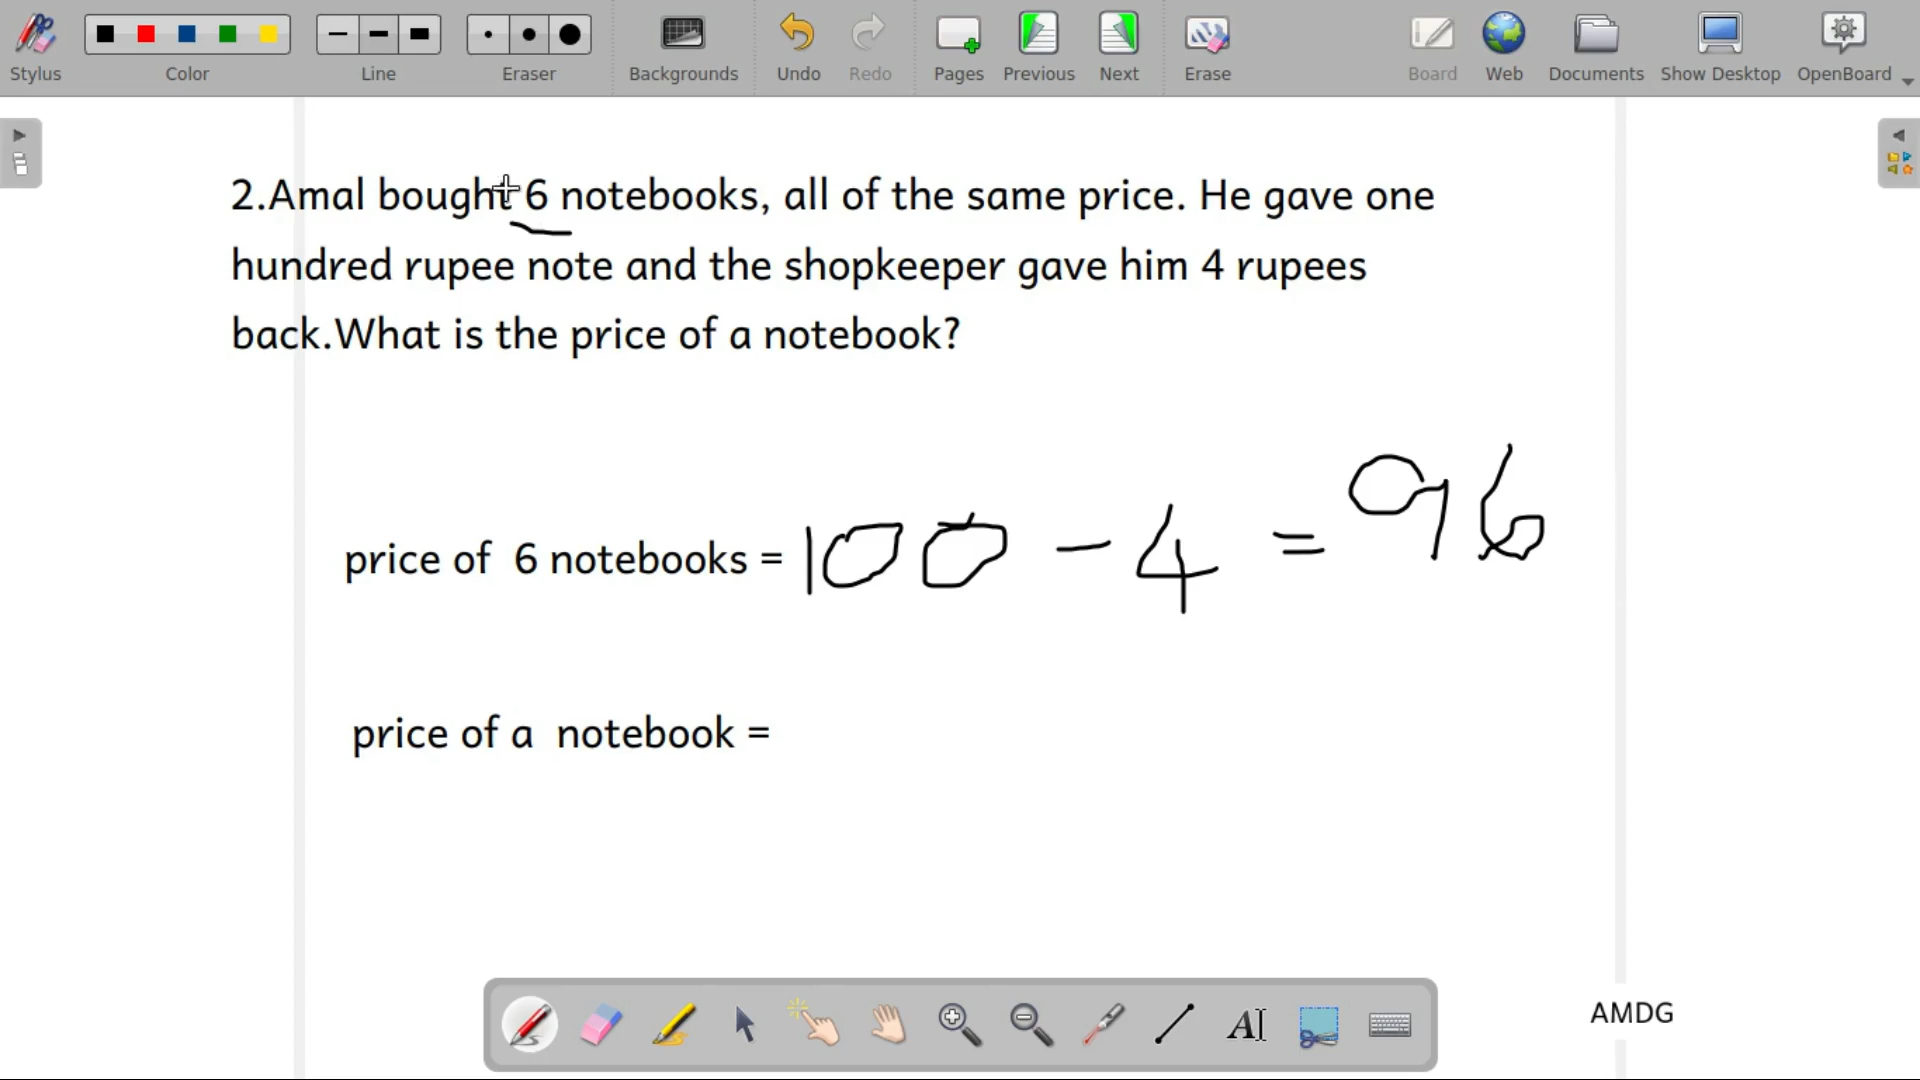 Stylus Color Line Eraser Backgrounds Undo Redo Pages Previous Next Erase Board Web Documents Show Desktop OpenBoard
2.Amal bought 6 notebooks, all of the same price. He gave one
hundred rupee note and the shopkeeper gave him 4 rupees
back.What is the price of a notebook?
price of 6 notebooks = 100 - 4 = 96
price of a notebook =
AI
AMDG